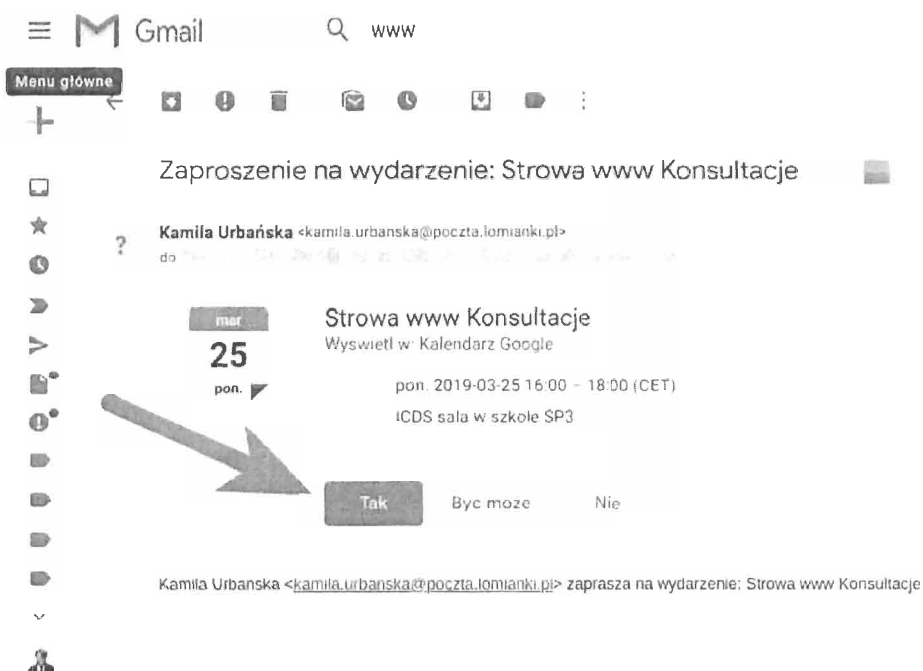 Gmail
www
Menu główne
Zaproszenie na wydarzenie: Strowa www Konsultacje
Kamila Urbańska <kamila.urbanska@poczta.lomianki.pl>
?
do
mar
25
pon.
Strowa www Konsultacje
Wyswietl w: Kalendarz Google
pon. 2019-03-25 16:00 – 18:00 (CET)
ICDS sala w szkole SP3
Tak
Byc moze
Nie
Kamila Urbanska <kamila.urbanska@poczta.lomianki.pl> zaprasza na wydarzenie: Strowa www Konsultacje